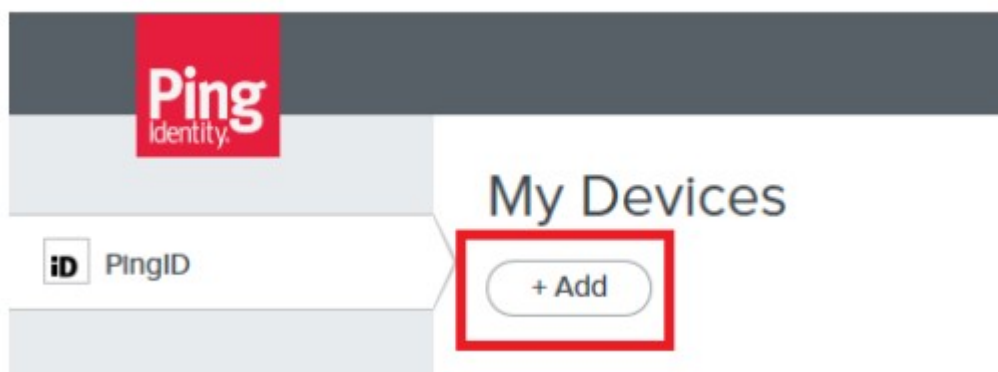 Ping
Identity.
My Devices
iD PingID
+ Add